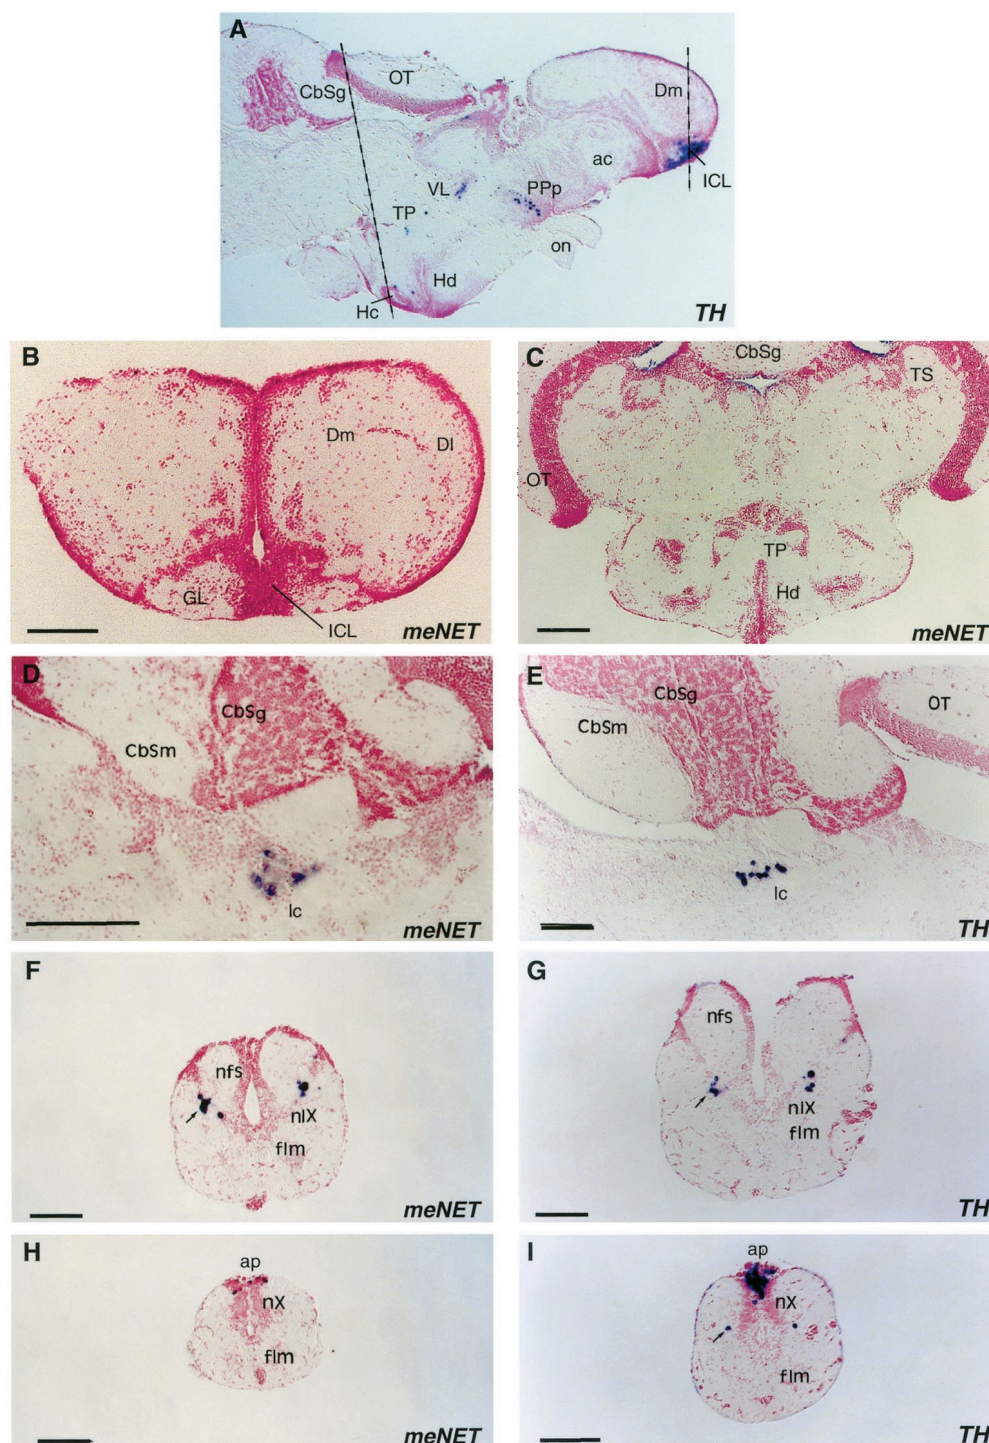 A
CbSg
OT
Dm
ac
ICL
VL
PPp
TP
on
Hd
Hc
TH
B
Dm
Dl
GL
ICL
meNET
C
CbSg
TS
OT
TP
Hd
meNET
D
CbSg
CbSm
lc
meNET
E
CbSg
CbSm
OT
lc
TH
F
nfs
nIX
flm
meNET
G
nfs
nIX
flm
TH
H
ap
nX
flm
meNET
I
ap
nX
flm
TH